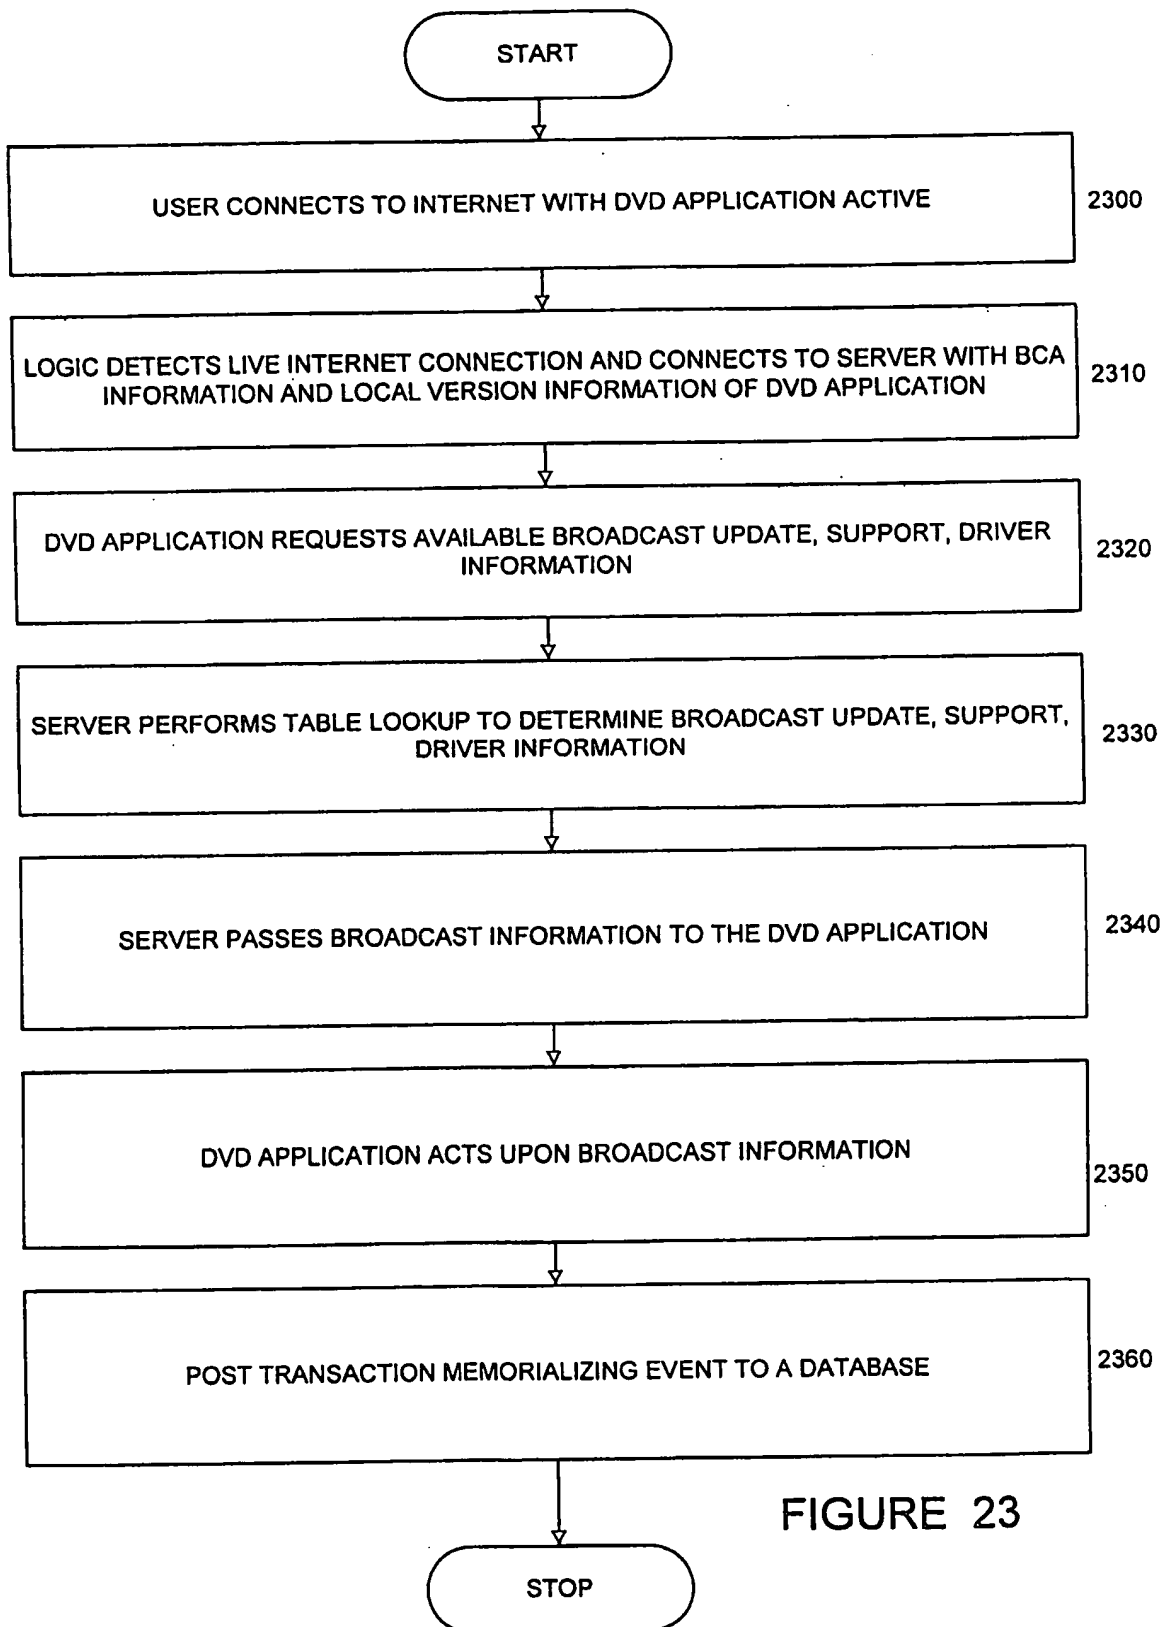 START
USER CONNECTS TO INTERNET WITH DVD APPLICATION ACTIVE
2300
LOGIC DETECTS LIVE INTERNET CONNECTION AND CONNECTS TO SERVER WITH BCA
INFORMATION AND LOCAL VERSION INFORMATION OF DVD APPLICATION
2310
DVD APPLICATION REQUESTS AVAILABLE BROADCAST UPDATE, SUPPORT, DRIVER
INFORMATION
2320
SERVER PERFORMS TABLE LOOKUP TO DETERMINE BROADCAST UPDATE, SUPPORT,
DRIVER INFORMATION
2330
SERVER PASSES BROADCAST INFORMATION TO THE DVD APPLICATION
2340
DVD APPLICATION ACTS UPON BROADCAST INFORMATION
2350
POST TRANSACTION MEMORIALIZING EVENT TO A DATABASE
2360
FIGURE 23
STOP